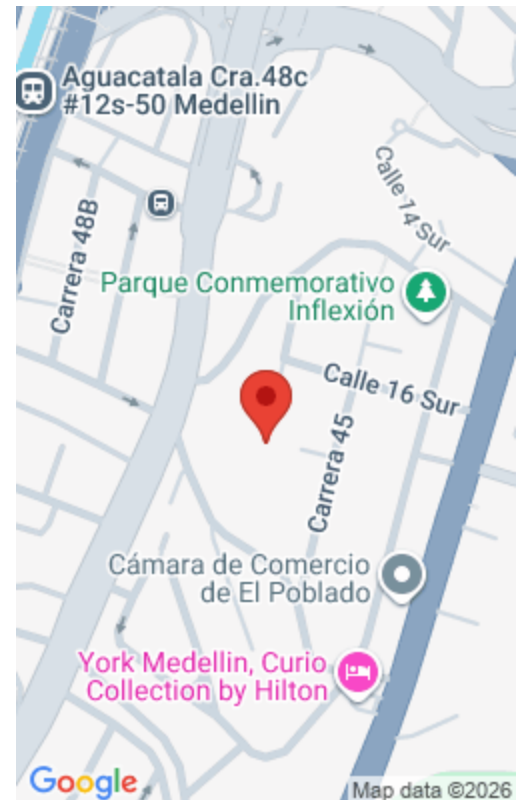 Aguacatala Cra.48c
#12s-50 Medellin
Calle 14 Sur
Carrera 48B
Parque Conmemorativo
Inflexión
Calle 16 Sur
Carrera 45
Cámara de Comercio
de El Poblado
York Medellin, Curio
Collection by Hilton
Google
Map data ©2026